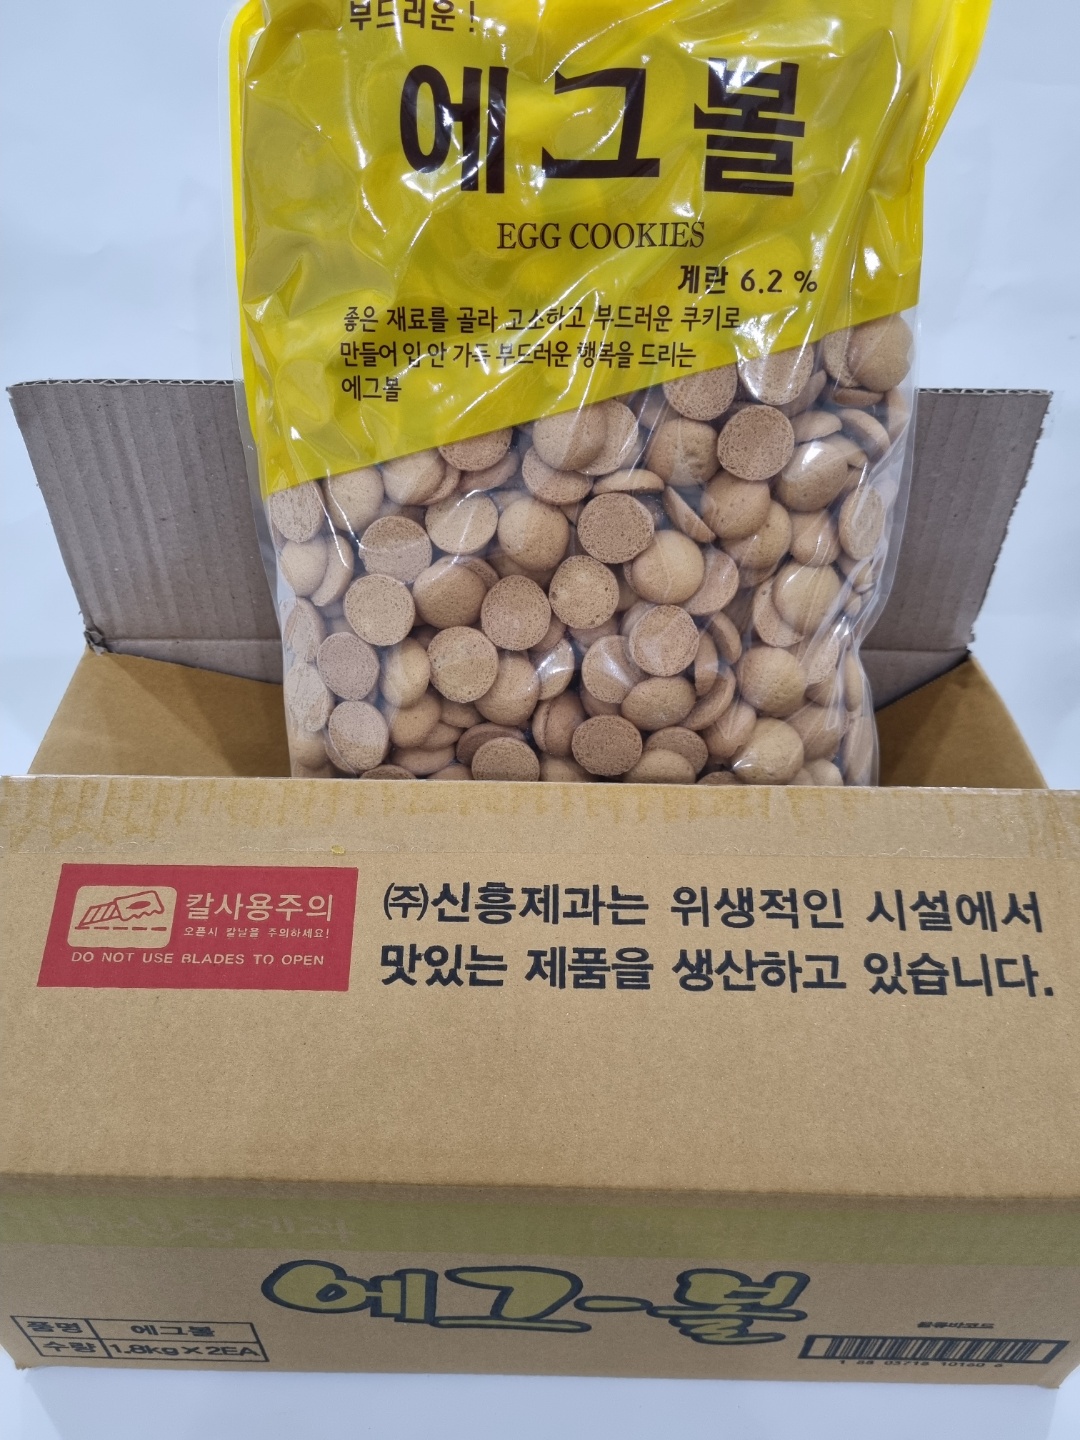 부드러운!
에그볼
EGG COOKIES
계란 6.2 %
좋은 재료를 골라 고소하고 부드러운 쿠키로
만들어 입 안 가득 부드러운 행복을 드리는
에그볼
칼사용주의
오픈시 칼날을 주의하세요!
DO NOT USE BLADES TO OPEN
㈜신흥제과는 위생적인 시설에서
맛있는 제품을 생산하고 있습니다.
에그볼
품명 에그볼
수량 1.8kg X 2EA
물류바코드